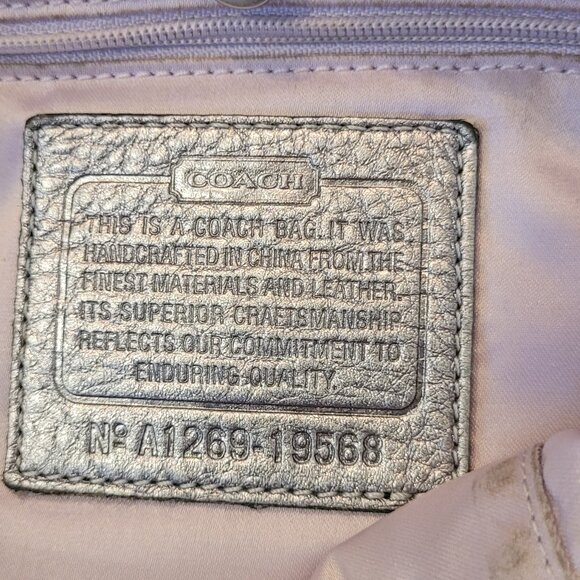 COACH
THIS IS A COACH BAG. IT WAS
HANDCRAFTED IN CHINA FROM THE
FINEST MATERIALS AND LEATHER.
ITS SUPERIOR CRAFTSMANSHIP
REFLECTS OUR COMMITMENT TO
ENDURING QUALITY.
Nº A1269-19568